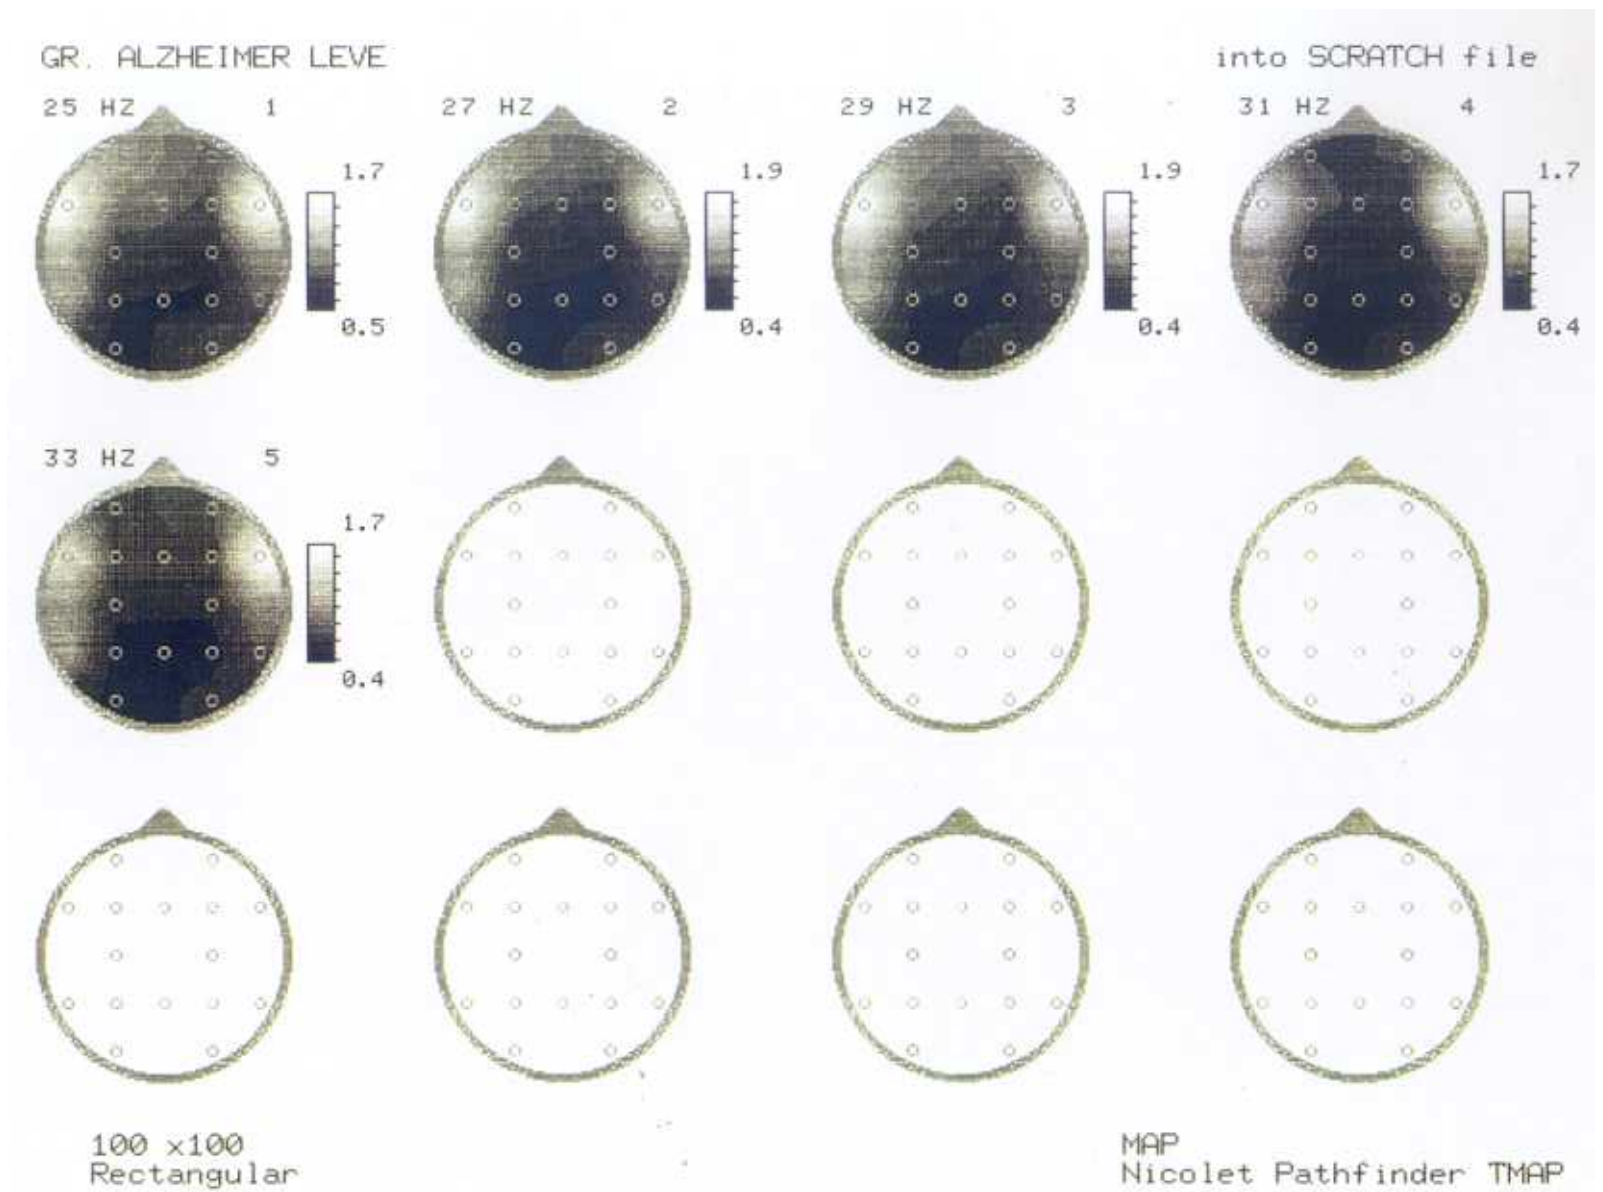 GR. ALZHEIMER LEVE
into SCRATCH file
25 HZ 1
1.7
0.5
27 HZ 2
1.9
0.4
29 HZ 3
1.9
0.4
31 HZ 4
1.7
0.4
33 HZ 5
1.7
0.4
100 x100
Rectangular
MAP
Nicolet Pathfinder TMAP